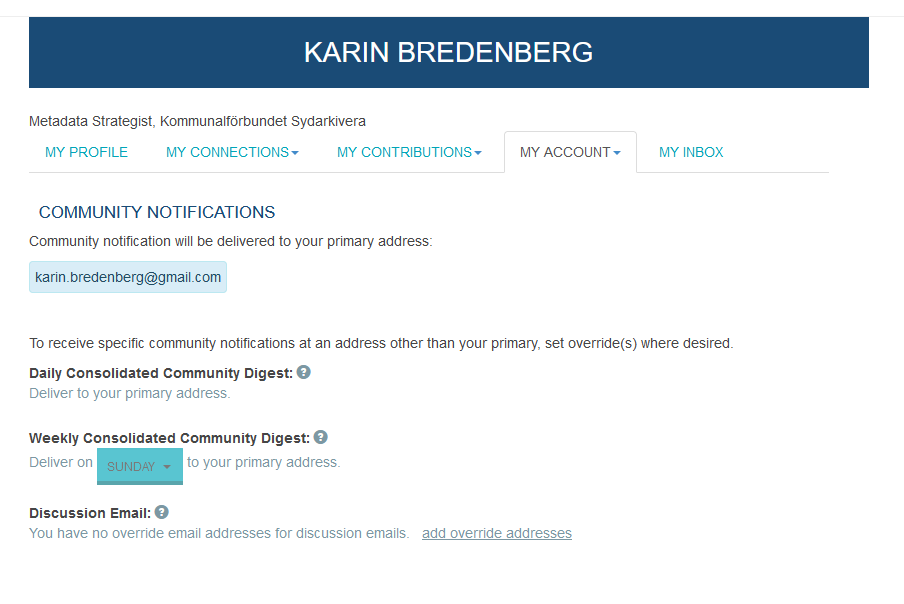 KARIN BREDENBERG
Metadata Strategist, Kommunalförbundet Sydarkivera
MY PROFILE MY CONNECTIONS MY CONTRIBUTIONS MY ACCOUNT MY INBOX
COMMUNITY NOTIFICATIONS
Community notification will be delivered to your primary address:
karin.bredenberg@gmail.com
To receive specific community notifications at an address other than your primary, set override(s) where desired.
Daily Consolidated Community Digest: ?
Deliver to your primary address.
Weekly Consolidated Community Digest: ?
Deliver on SUNDAY to your primary address.
Discussion Email: ?
You have no override email addresses for discussion emails. add override addresses